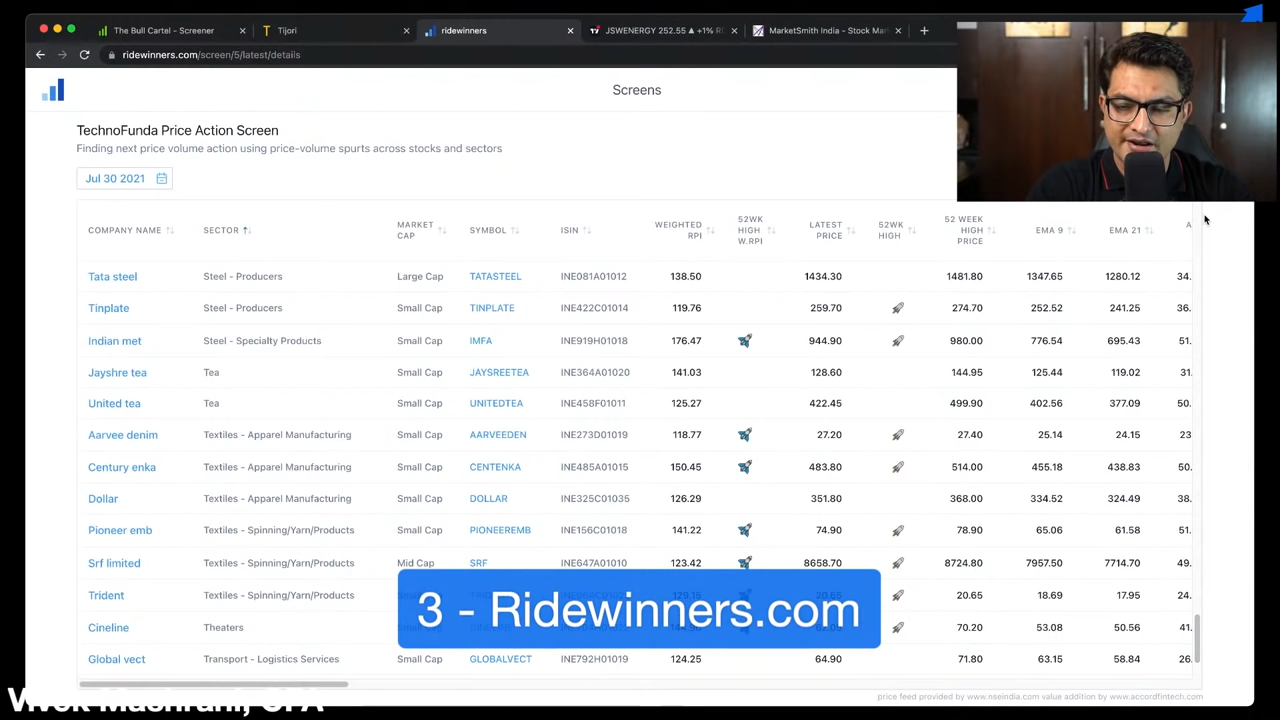 The Bull Cartel - Screener
Tijori
ridewinners
JSWENERGY 252.55 ▲ +1% R
MarketSmith India - Stock Mar
ridewinners.com/screen/5/latest/details
Screens
TechnoFunda Price Action Screen
Finding next price volume action using price-volume spurts across stocks and sectors
Jul 30 2021
COMPANY NAME SECTOR MARKET CAP SYMBOL ISIN WEIGHTED RPI 52WK HIGH W.RPI LATEST PRICE 52WK HIGH 52 WEEK HIGH PRICE EMA 9 EMA 21 A
Tata steel Steel - Producers Large Cap TATASTEEL INE081A01012 138.50 1434.30 1481.80 1347.65 1280.12 34.
Tinplate Steel - Producers Small Cap TINPLATE INE422C01014 119.76 259.70 274.70 252.52 241.25 36.
Indian met Steel - Specialty Products Small Cap IMFA INE919H01018 176.47 944.90 980.00 776.54 695.43 51.
Jayshre tea Tea Small Cap JAYSREETEA INE364A01020 141.03 128.60 144.95 125.44 119.02 31.
United tea Tea Small Cap UNITEDTEA INE458F01011 125.27 422.45 499.90 402.56 377.09 50.
Aarvee denim Textiles - Apparel Manufacturing Small Cap AARVEEDEN INE273D01019 118.77 27.20 27.40 25.14 24.15 23
Century enka Textiles - Apparel Manufacturing Small Cap CENTENKA INE485A01015 150.45 483.80 514.00 455.18 438.83 50.
Dollar Textiles - Apparel Manufacturing Small Cap DOLLAR INE325C01035 126.29 351.80 368.00 334.52 324.49 38.
Pioneer emb Textiles - Spinning/Yarn/Products Small Cap PIONEEREMB INE156C01018 141.22 74.90 78.90 65.06 61.58 51.
Srf limited Textiles - Spinning/Yarn/Products Mid Cap SRF INE647A01010 123.42 8658.70 8724.80 7957.50 7714.70 49.
Trident Textiles - Spinning/Yarn/Products 20.65 18.69 17.95 24.
Cineline Theaters 70.20 53.08 50.56 41.
3 - Ridewinners.com
Global vect Transport - Logistics Services Small Cap GLOBALVECT INE792H01019 124.25 64.90 71.80 63.15 58.84 26.
price feed provided by www.nseindia.com value addition by www.accordfintech.com